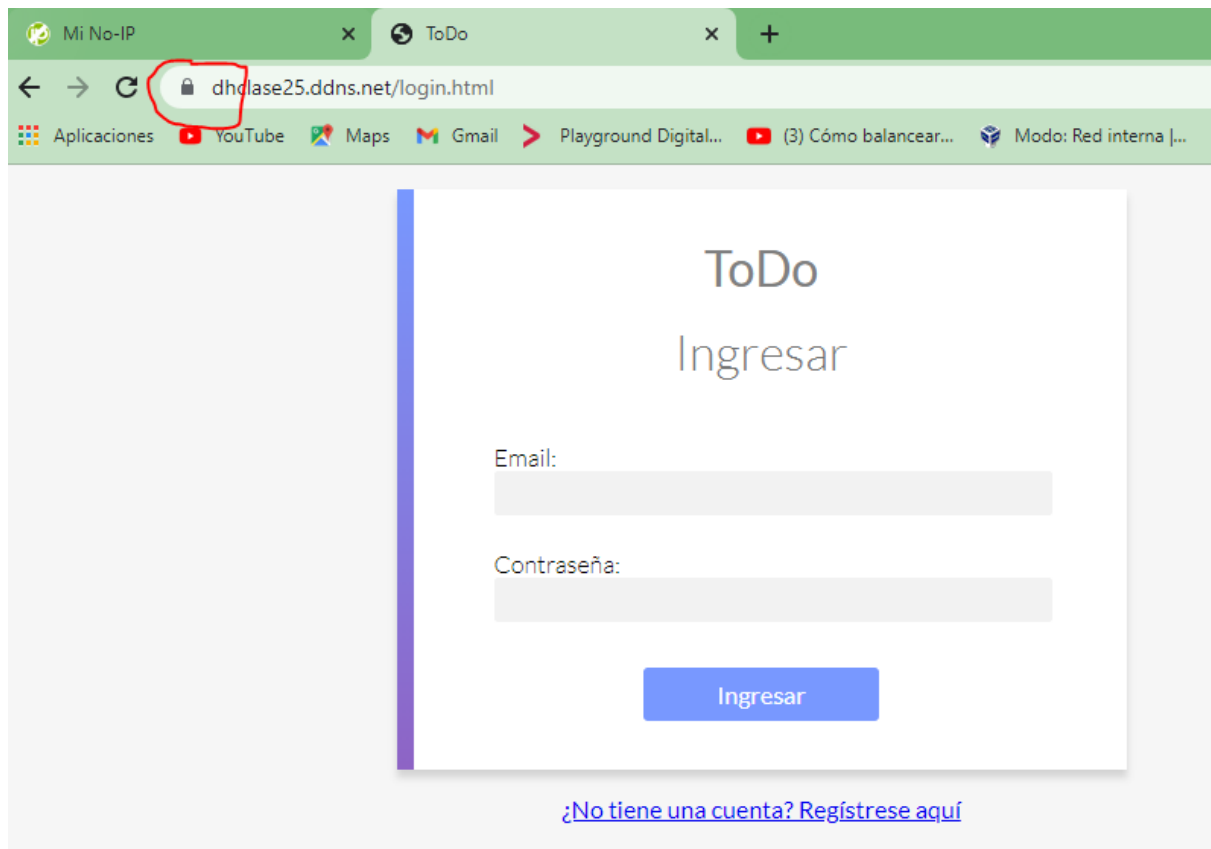 Mi No-IP ToDo
dhclase25.ddns.net/login.html
Aplicaciones YouTube Maps Gmail Playground Digital... (3) Cómo balancear... Modo: Red interna |...
ToDo
Ingresar
Email:
Contraseña:
Ingresar
¿No tiene una cuenta? Regístrese aquí